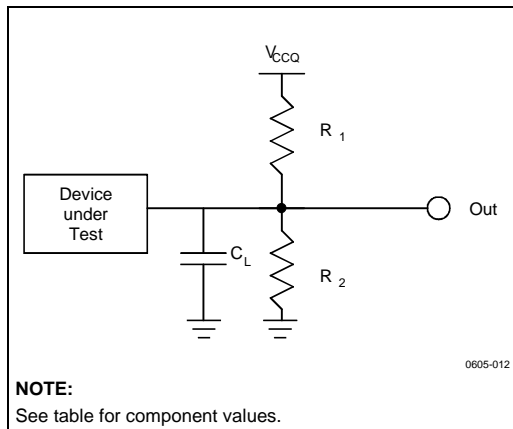 VCCQ
R 1
Device
under
Test
Out
CL
R 2
0605-012
NOTE:
See table for component values.